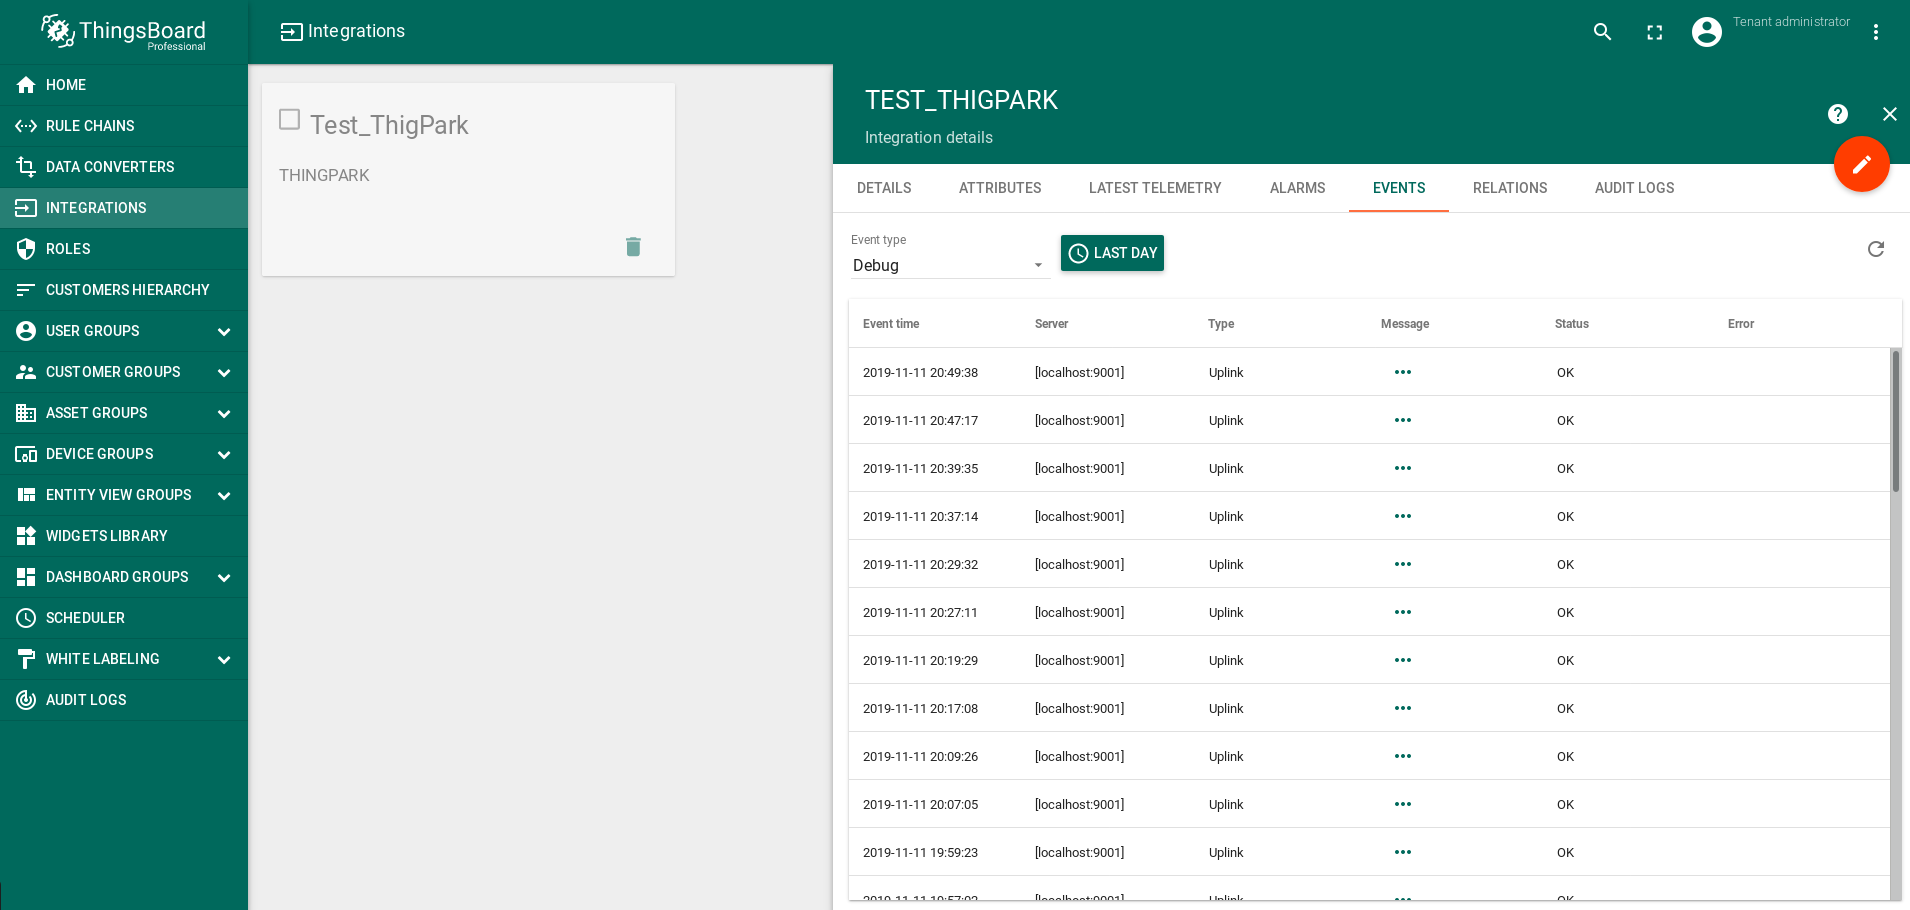 ThingsBoard
Professional
HOME
RULE CHAINS
DATA CONVERTERS
INTEGRATIONS
ROLES
CUSTOMERS HIERARCHY
USER GROUPS
CUSTOMER GROUPS
ASSET GROUPS
DEVICE GROUPS
ENTITY VIEW GROUPS
WIDGETS LIBRARY
DASHBOARD GROUPS
SCHEDULER
WHITE LABELING
AUDIT LOGS
Integrations
Tenant administrator
Test_ThigPark
THINGPARK
TEST_THIGPARK
Integration details
DETAILS ATTRIBUTES LATEST TELEMETRY ALARMS EVENTS RELATIONS AUDIT LOGS
Event type
Debug
LAST DAY
Event time Server Type Message Status Error
2019-11-11 20:49:38 [localhost:9001] Uplink ••• OK
2019-11-11 20:47:17 [localhost:9001] Uplink ••• OK
2019-11-11 20:39:35 [localhost:9001] Uplink ••• OK
2019-11-11 20:37:14 [localhost:9001] Uplink ••• OK
2019-11-11 20:29:32 [localhost:9001] Uplink ••• OK
2019-11-11 20:27:11 [localhost:9001] Uplink ••• OK
2019-11-11 20:19:29 [localhost:9001] Uplink ••• OK
2019-11-11 20:17:08 [localhost:9001] Uplink ••• OK
2019-11-11 20:09:26 [localhost:9001] Uplink ••• OK
2019-11-11 20:07:05 [localhost:9001] Uplink ••• OK
2019-11-11 19:59:23 [localhost:9001] Uplink ••• OK
[localhost:9001] Uplink ••• OK